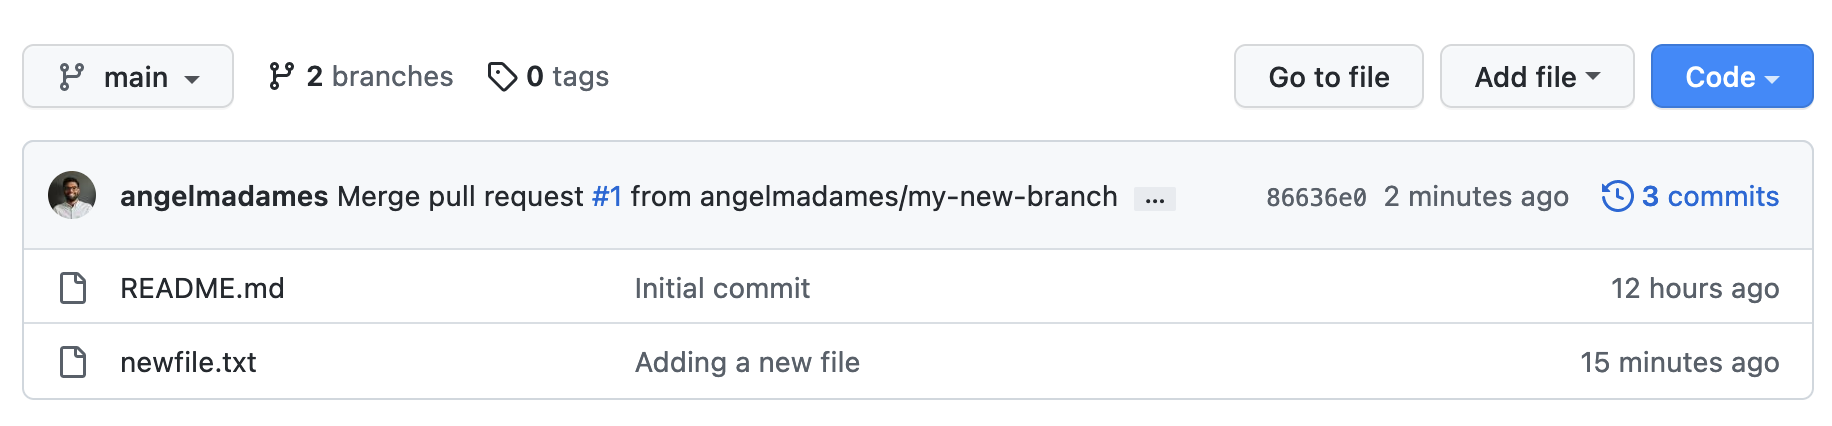 main 2 branches 0 tags Go to file Add file Code
angelmadames Merge pull request #1 from angelmadames/my-new-branch ... 86636e0 2 minutes ago 3 commits
README.md Initial commit 12 hours ago
newfile.txt Adding a new file 15 minutes ago